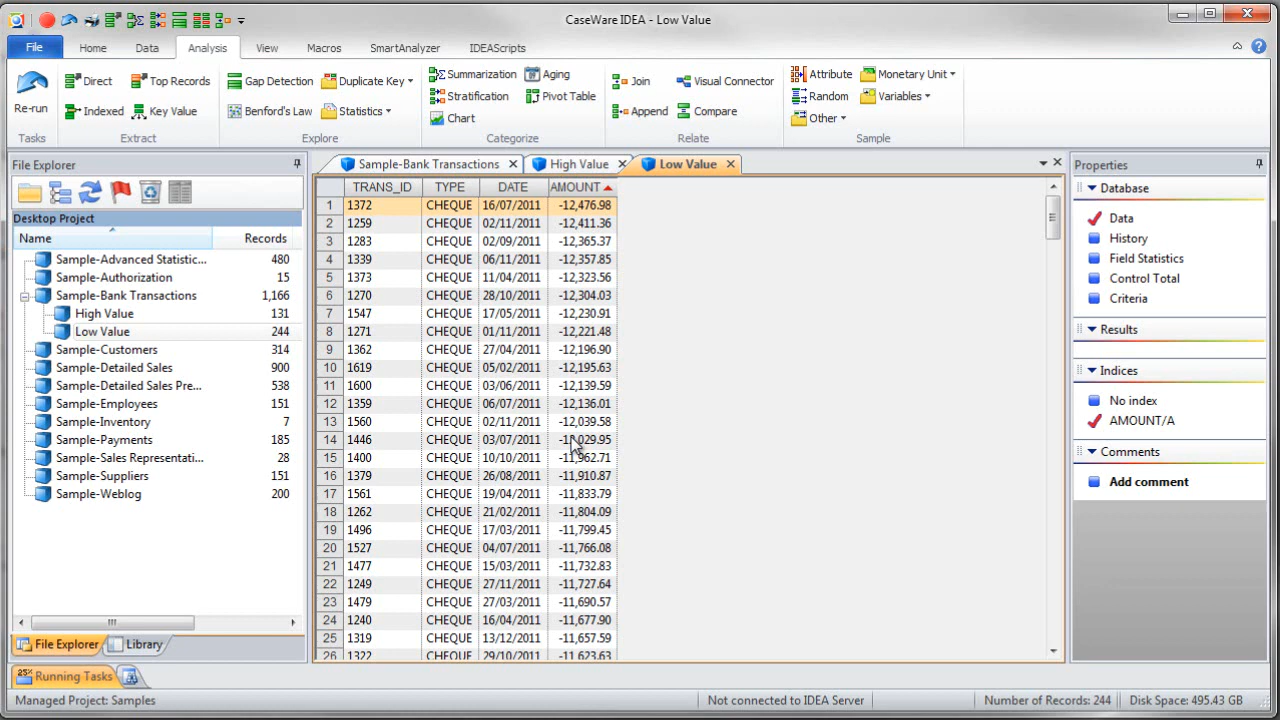 CaseWare IDEA - Low Value
File Home Data Analysis View Macros SmartAnalyzer IDEAScripts
Re-run
Tasks
Direct Top Records
Indexed Key Value
Extract
Gap Detection Duplicate Key
Benford's Law Statistics
Explore
Summarization Aging
Stratification Pivot Table
Chart
Categorize
Join Visual Connector
Append Compare
Relate
Attribute Monetary Unit
Random Variables
Other
Sample
File Explorer
Desktop Project
Name Records
Sample-Advanced Statistic... 480
Sample-Authorization 15
Sample-Bank Transactions 1,166
High Value 131
Low Value 244
Sample-Customers 314
Sample-Detailed Sales 900
Sample-Detailed Sales Pre... 538
Sample-Employees 151
Sample-Inventory 7
Sample-Payments 185
Sample-Sales Representati... 28
Sample-Suppliers 151
Sample-Weblog 200
File Explorer Library
Sample-Bank Transactions High Value Low Value
TRANS_ID TYPE DATE AMOUNT
1 1372 CHEQUE 16/07/2011 -12,476.98
2 1259 CHEQUE 02/11/2011 -12,411.36
3 1283 CHEQUE 02/09/2011 -12,365.37
4 1339 CHEQUE 06/11/2011 -12,357.85
5 1373 CHEQUE 11/04/2011 -12,323.56
6 1270 CHEQUE 28/10/2011 -12,304.03
7 1547 CHEQUE 17/05/2011 -12,230.91
8 1271 CHEQUE 01/11/2011 -12,221.48
9 1362 CHEQUE 27/04/2011 -12,196.90
10 1619 CHEQUE 05/02/2011 -12,195.63
11 1600 CHEQUE 03/06/2011 -12,139.59
12 1359 CHEQUE 06/07/2011 -12,136.01
13 1560 CHEQUE 02/11/2011 -12,039.58
14 1446 CHEQUE 03/07/2011
15 1400 CHEQUE 10/10/2011 -11,962.71
16 1379 CHEQUE 26/08/2011 -11,910.87
17 1561 CHEQUE 19/04/2011 -11,833.79
18 1262 CHEQUE 21/02/2011 -11,804.09
19 1496 CHEQUE 17/03/2011 -11,799.45
20 1527 CHEQUE 04/07/2011 -11,766.08
21 1477 CHEQUE 15/03/2011 -11,732.83
22 1249 CHEQUE 27/11/2011 -11,727.64
23 1479 CHEQUE 27/03/2011 -11,690.57
24 1240 CHEQUE 16/04/2011 -11,677.90
25 1319 CHEQUE 13/12/2011 -11,657.59
26 1322 CHEQUE 29/10/2011 -11,623.63
Properties
Database
Data
History
Field Statistics
Control Total
Criteria
Results
Indices
No index
AMOUNT/A
Comments
Add comment
25% Running Tasks
Managed Project: Samples Not connected to IDEA Server Number of Records: 244 Disk Space: 495.43 GB